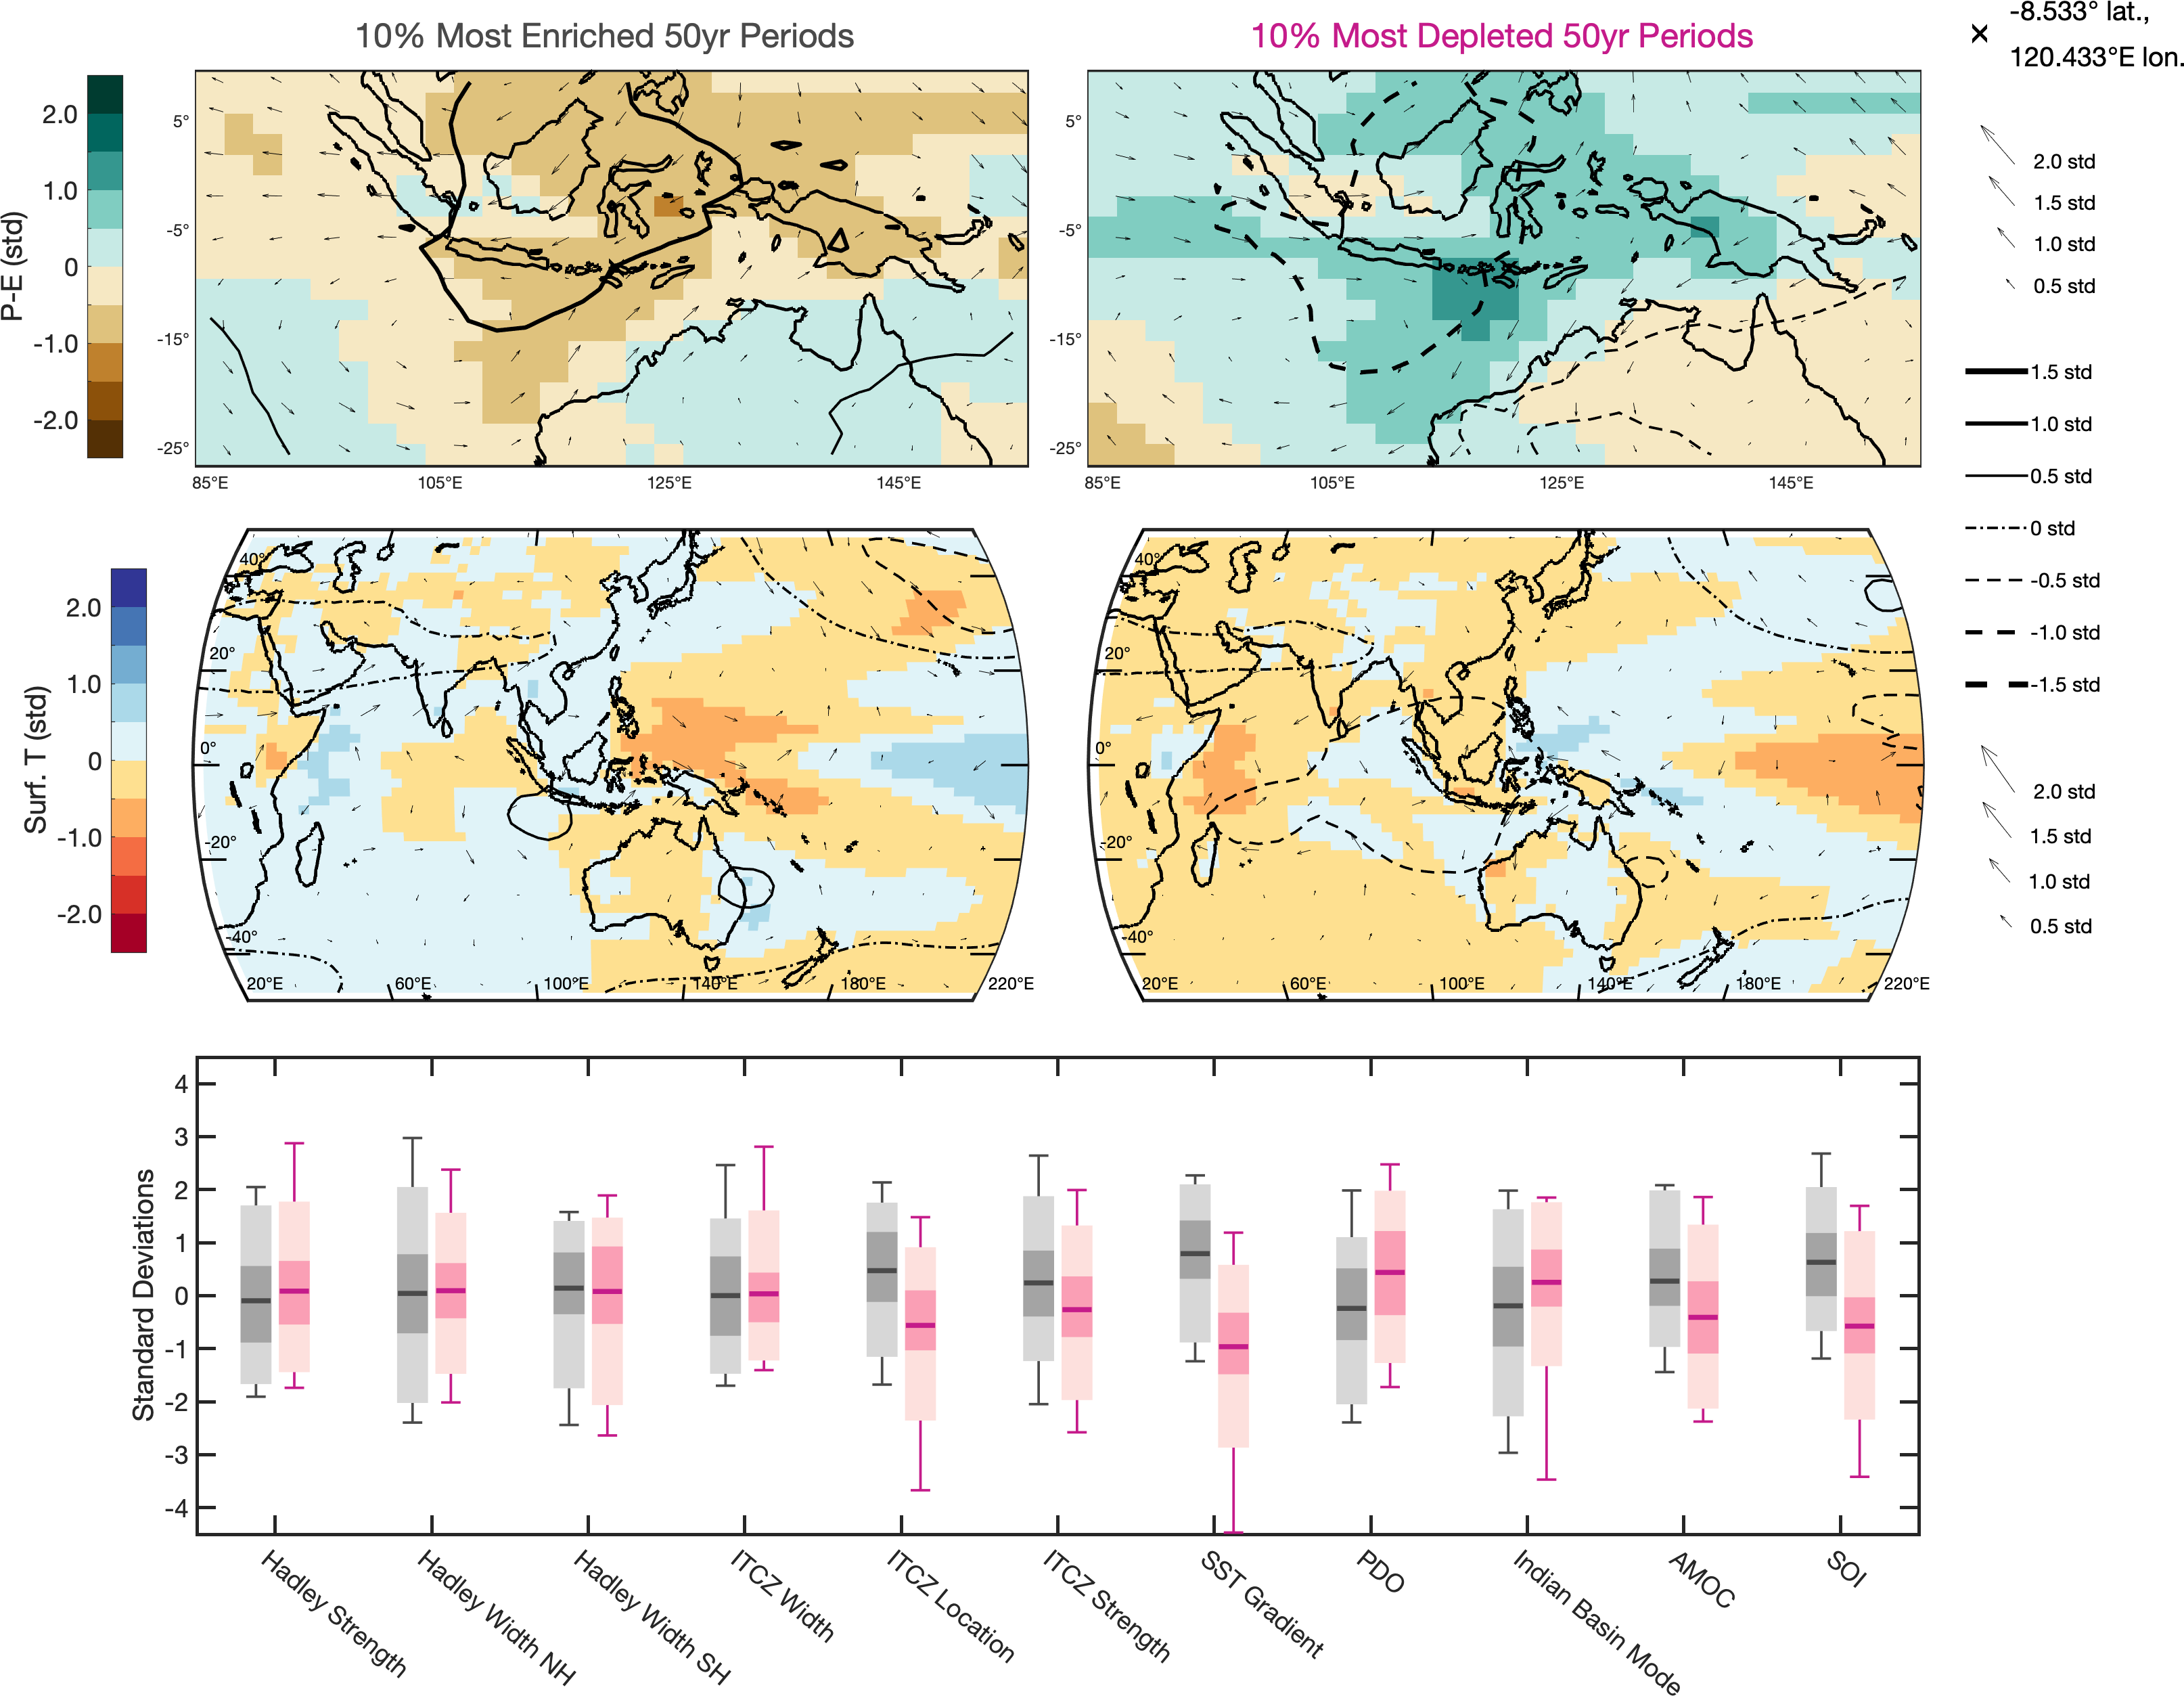 10% Most Enriched 50yr Periods
10% Most Depleted 50yr Periods
× -8.533° lat.,
120.433°E lon.
P-E (std)
2.0
1.0
0
-1.0
-2.0
5°
-5°
-15°
-25°
85°E 105°E 125°E 145°E
5°
-5°
-15°
-25°
85°E 105°E 125°E 145°E
2.0 std
1.5 std
1.0 std
0.5 std
1.5 std
1.0 std
0.5 std
0 std
-0.5 std
-1.0 std
-1.5 std
2.0 std
1.5 std
1.0 std
0.5 std
Surf. T (std)
2.0
1.0
0
-1.0
-2.0
40°
20°
0°
-20°
-40°
20°E 60°E 100°E 140°E 180°E 220°E
40°
20°
0°
-20°
-40°
20°E 60°E 100°E 140°E 180°E 220°E
Standard Deviations
4
3
2
1
0
-1
-2
-3
-4
Hadley Strength
Hadley Width NH
Hadley Width SH
ITCZ Width
ITCZ Location
ITCZ Strength
SST Gradient
PDO
Indian Basin Mode
AMOC
SOI